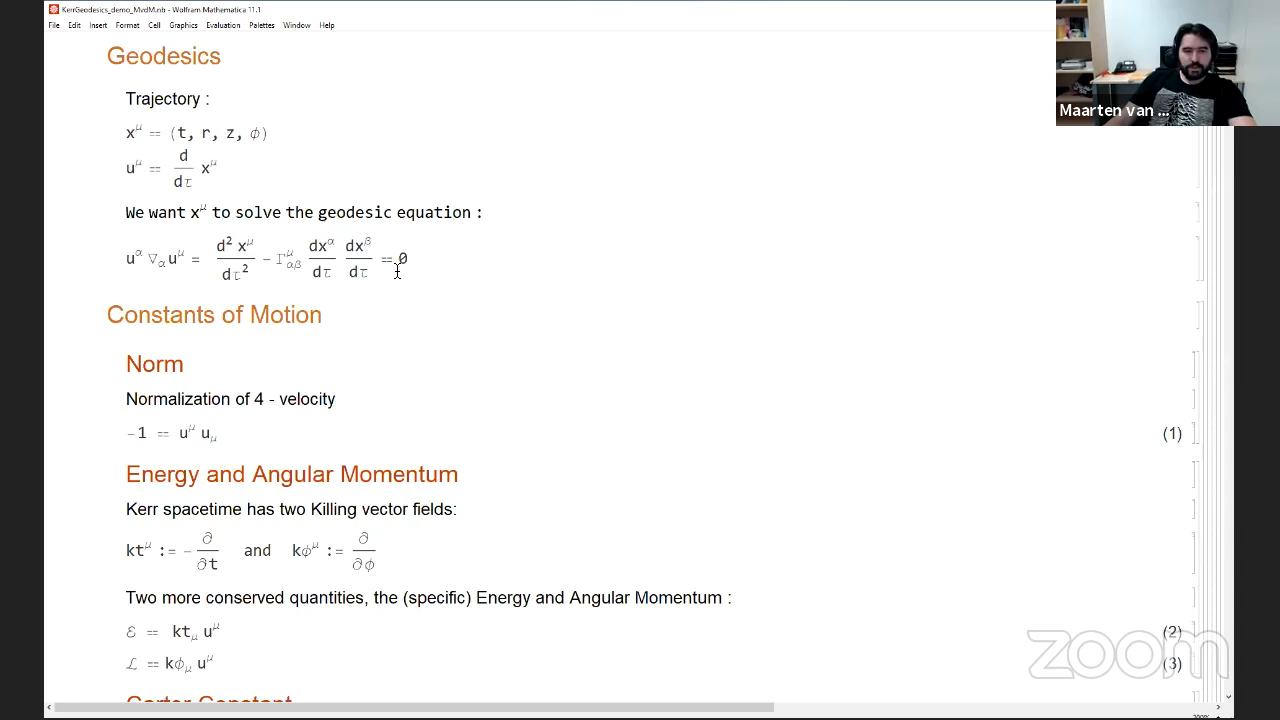 KerrGeodesics_demo_MvdM.nb - Wolfram Mathematica 11.1
File Edit Insert Format Cell Graphics Evaluation Palettes Window Help
Geodesics
Trajectory :
x^μ == (t, r, z, ϕ)
u^μ == d/dτ x^μ
We want x^μ to solve the geodesic equation :
u^α ∇_α u^μ = d² x^μ/dτ² - Γ^μ_αβ dx^α/dτ dx^β/dτ == 0
Constants of Motion
Norm
Normalization of 4 - velocity
-1 == u^μ u_μ (1)
Energy and Angular Momentum
Kerr spacetime has two Killing vector fields:
kt^μ := - ∂/∂t and kϕ^μ := ∂/∂ϕ
Two more conserved quantities, the (specific) Energy and Angular Momentum :
ℰ == kt_μ u^μ (2)
ℒ == kϕ_μ u^μ (3)
Carter Constant
Maarten van ...
zoom
200%